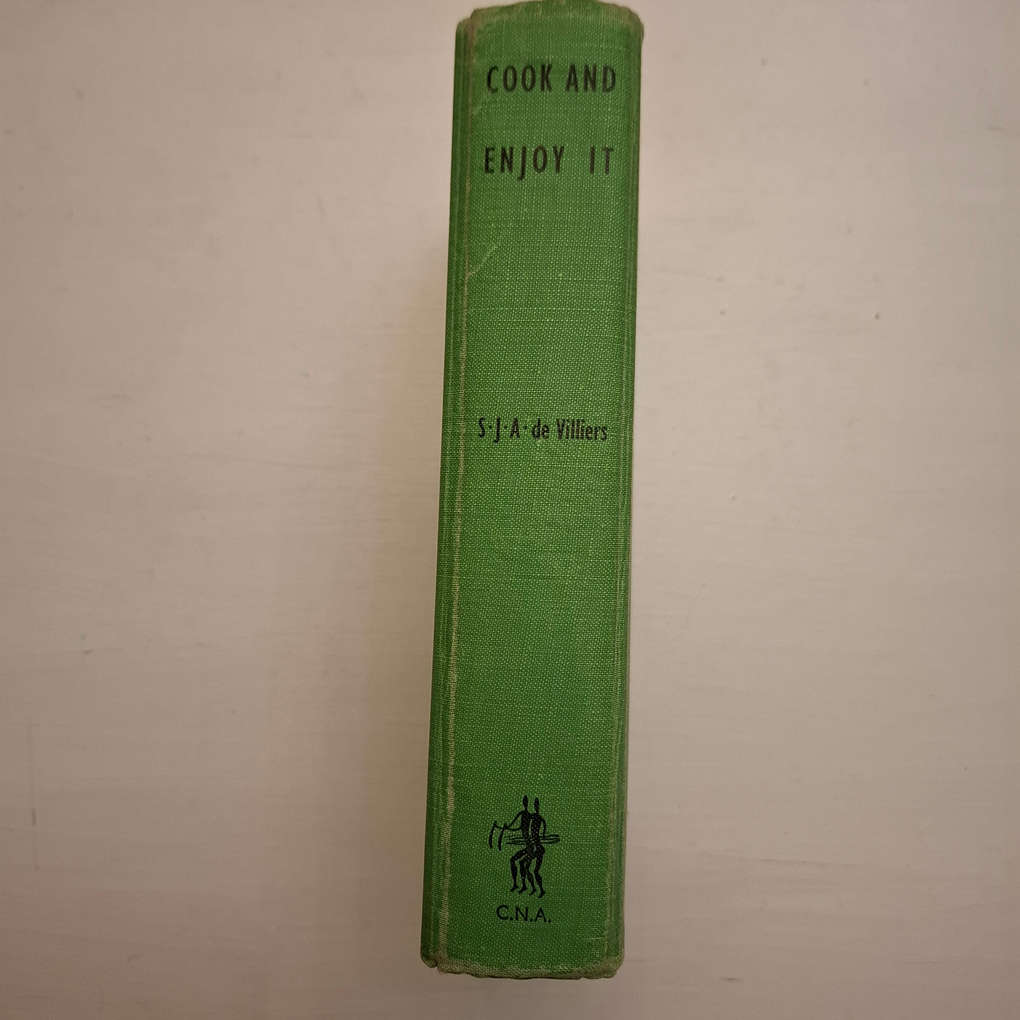 COOK AND
ENJOY IT
S·J·A· de Villiers
C.N.A.